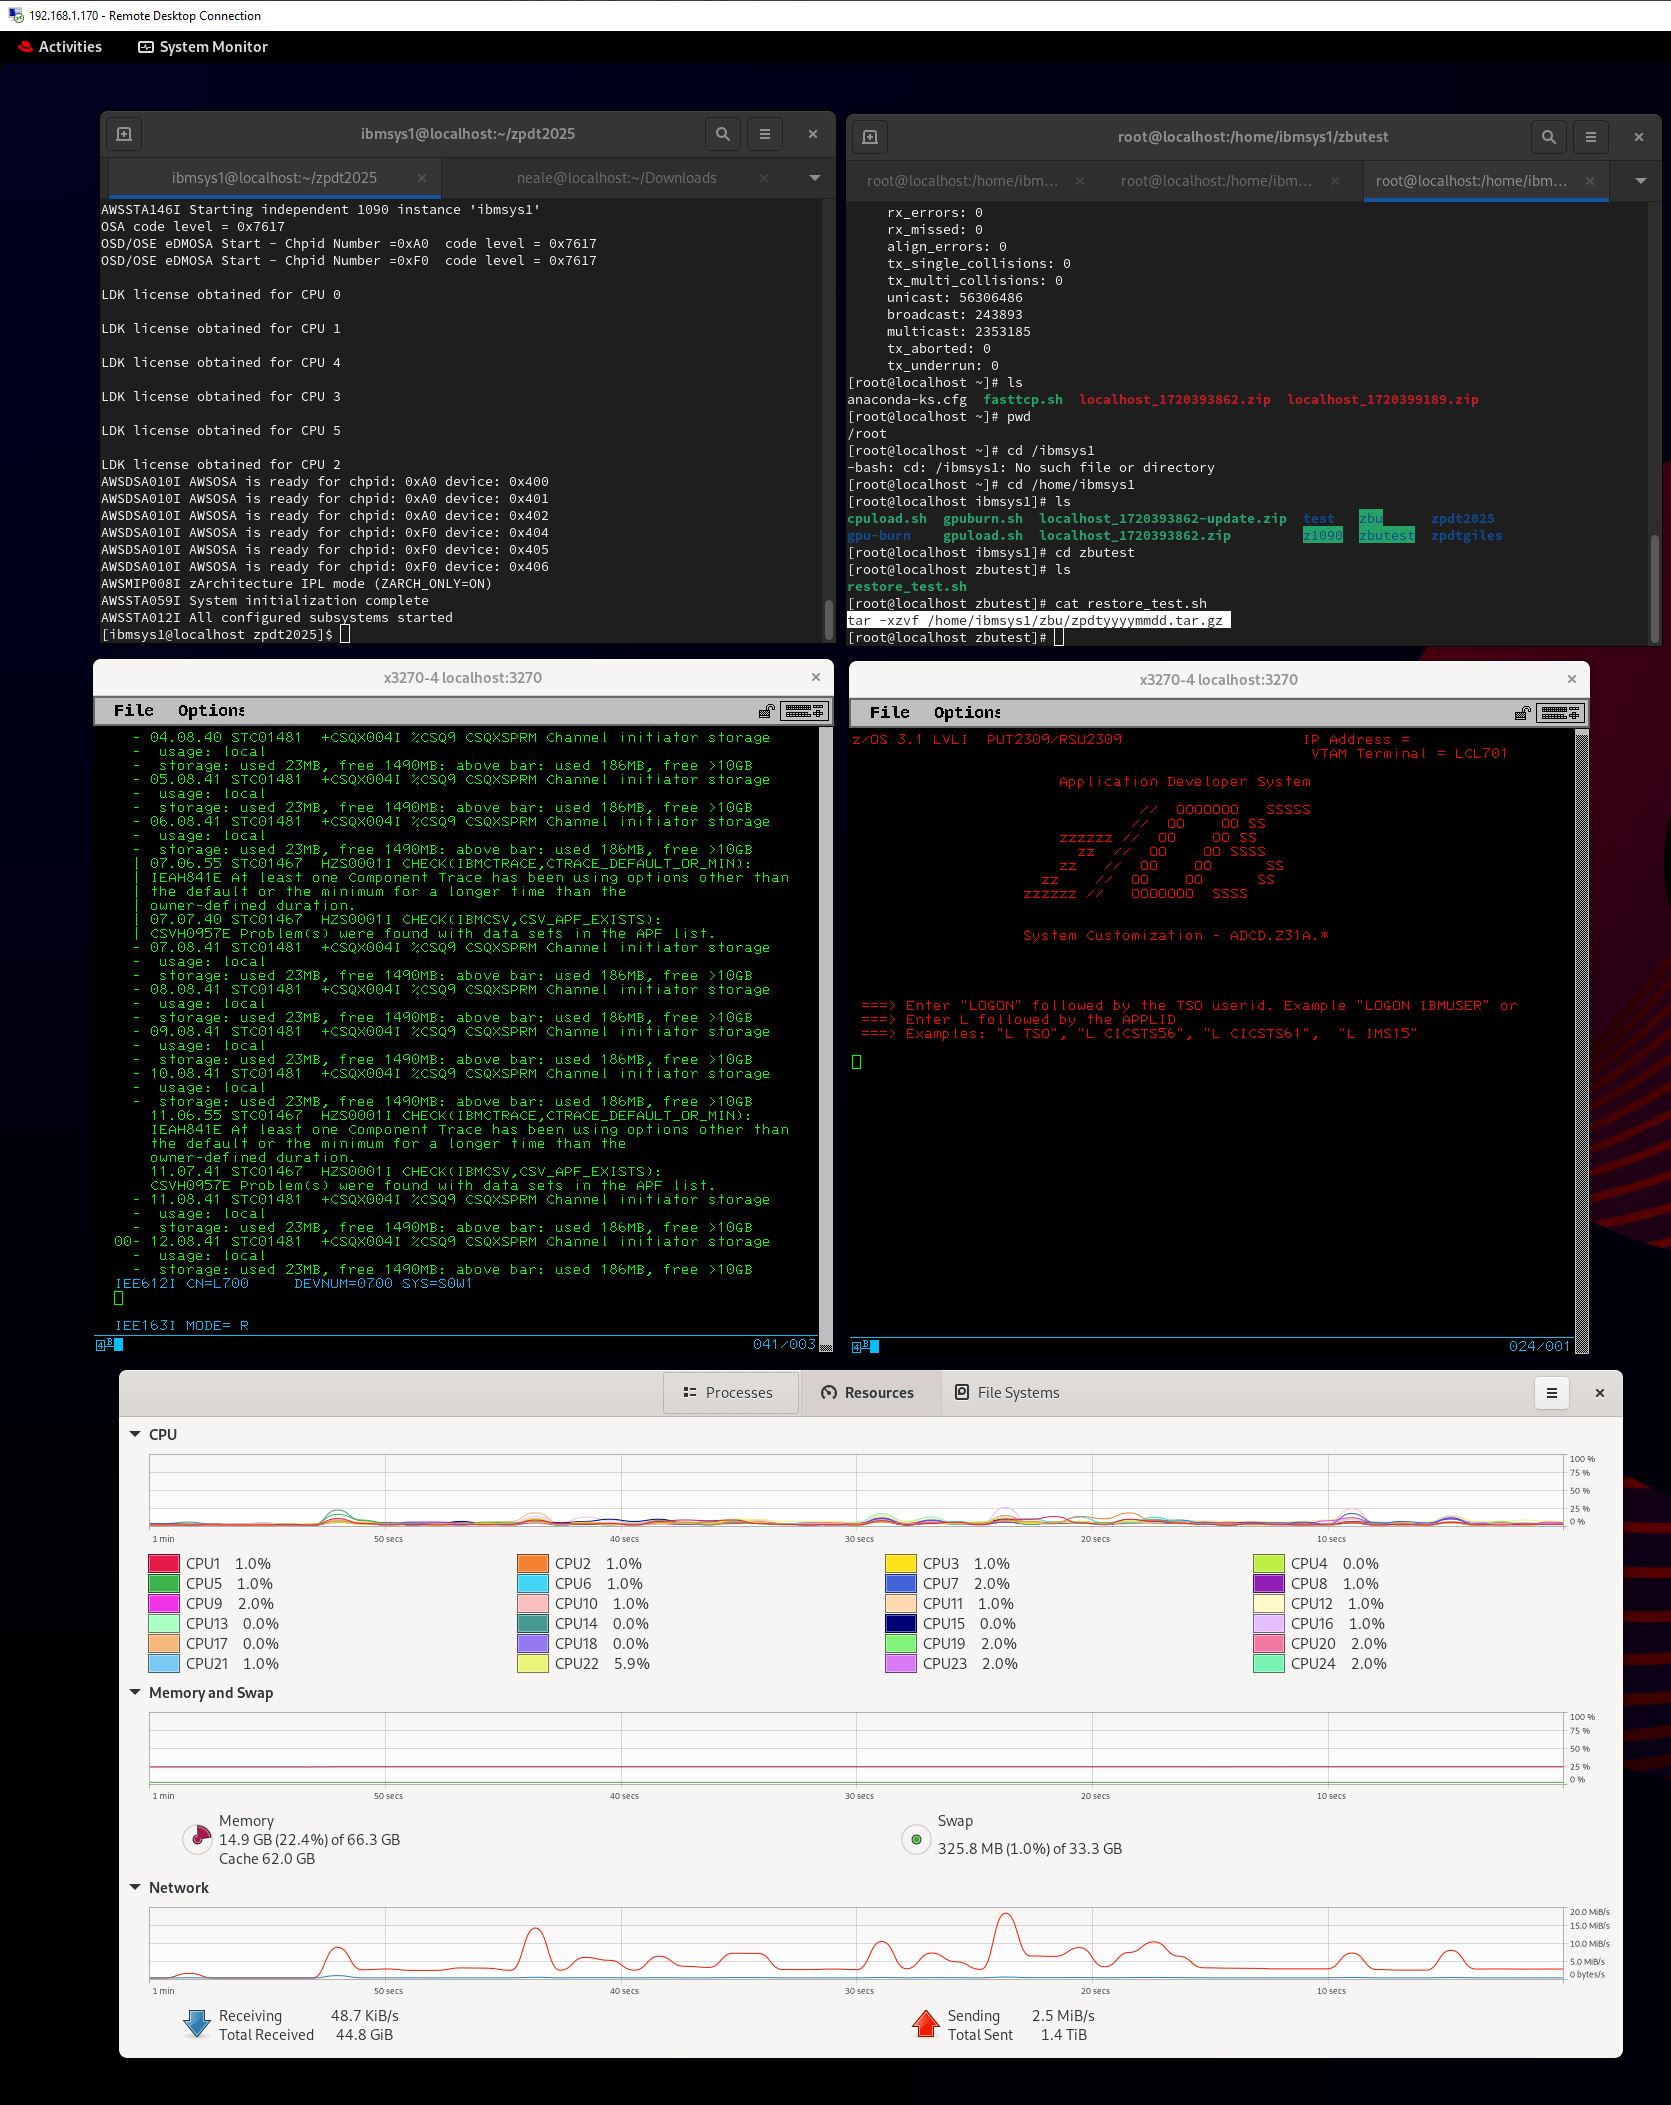 192.168.1.170 - Remote Desktop Connection
Activities System Monitor
ibmsys1@localhost:~/zpdt2025
ibmsys1@localhost:~/zpdt2025 neale@localhost:~/Downloads
AWSSTA146I Starting independent 1090 instance 'ibmsys1'
OSA code level = 0x7617
OSD/OSE eDMOSA Start - Chpid Number =0xA0  code level = 0x7617
OSD/OSE eDMOSA Start - Chpid Number =0xF0  code level = 0x7617
LDK license obtained for CPU 0
LDK license obtained for CPU 1
LDK license obtained for CPU 4
LDK license obtained for CPU 3
LDK license obtained for CPU 5
LDK license obtained for CPU 2
AWSDSA010I AWSOSA is ready for chpid: 0xA0 device: 0x400
AWSDSA010I AWSOSA is ready for chpid: 0xA0 device: 0x401
AWSDSA010I AWSOSA is ready for chpid: 0xA0 device: 0x402
AWSDSA010I AWSOSA is ready for chpid: 0xF0 device: 0x404
AWSDSA010I AWSOSA is ready for chpid: 0xF0 device: 0x405
AWSDSA010I AWSOSA is ready for chpid: 0xF0 device: 0x406
AWSMIP008I zArchitecture IPL mode (ZARCH_ONLY=ON)
AWSSTA059I System initialization complete
AWSSTA012I All configured subsystems started
[ibmsys1@localhost zpdt2025]$
root@localhost:/home/ibmsys1/zbutest
root@localhost:/home/ibm... root@localhost:/home/ibm... root@localhost:/home/ibm...
rx_errors: 0
rx_missed: 0
align_errors: 0
tx_single_collisions: 0
tx_multi_collisions: 0
unicast: 56306486
broadcast: 243893
multicast: 2353185
tx_aborted: 0
tx_underrun: 0
[root@localhost ~]# ls
anaconda-ks.cfg  fasttcp.sh  localhost_1720393862.zip  localhost_1720399189.zip
[root@localhost ~]# pwd
/root
[root@localhost ~]# cd /ibmsys1
-bash: cd: /ibmsys1: No such file or directory
[root@localhost ~]# cd /home/ibmsys1
[root@localhost ibmsys1]# ls
cpuload.sh  gpuburn.sh  localhost_1720393862-update.zip  test  zbu  zpdt2025
gpu-burn  gpuload.sh  localhost_1720393862.zip  z1090  zbutest  zpdtgiles
[root@localhost ibmsys1]# cd zbutest
[root@localhost zbutest]# ls
restore_test.sh
[root@localhost zbutest]# cat restore_test.sh
tar -xzvf /home/ibmsys1/zbu/zpdtyyyymmdd.tar.gz
[root@localhost zbutest]#
x3270-4 localhost:3270
File Options
- 04.08.40 STC01481  +CSQX004I %CSQ9 CSQXSPRM Channel initiator storage
-  usage: local
-  storage: used 23MB, free 1490MB: above bar: used 186MB, free >10GB
- 05.08.41 STC01481  +CSQX004I %CSQ9 CSQXSPRM Channel initiator storage
-  usage: local
-  storage: used 23MB, free 1490MB: above bar: used 186MB, free >10GB
- 06.08.41 STC01481  +CSQX004I %CSQ9 CSQXSPRM Channel initiator storage
-  usage: local
-  storage: used 23MB, free 1490MB: above bar: used 186MB, free >10GB
| 07.06.55 STC01467  HZS0001I CHECK(IBMCTRACE,CTRACE_DEFAULT_OR_MIN):
| IEAH841E At least one Component Trace has been using options other than
| the default or the minimum for a longer time than the
| owner-defined duration.
| 07.07.40 STC01467  HZS0001I CHECK(IBMCSV,CSV_APF_EXISTS):
| CSVH0957E Problem(s) were found with data sets in the APF list.
- 07.08.41 STC01481  +CSQX004I %CSQ9 CSQXSPRM Channel initiator storage
-  usage: local
-  storage: used 23MB, free 1490MB: above bar: used 186MB, free >10GB
- 08.08.41 STC01481  +CSQX004I %CSQ9 CSQXSPRM Channel initiator storage
-  usage: local
-  storage: used 23MB, free 1490MB: above bar: used 186MB, free >10GB
- 09.08.41 STC01481  +CSQX004I %CSQ9 CSQXSPRM Channel initiator storage
-  usage: local
-  storage: used 23MB, free 1490MB: above bar: used 186MB, free >10GB
- 10.08.41 STC01481  +CSQX004I %CSQ9 CSQXSPRM Channel initiator storage
-  usage: local
-  storage: used 23MB, free 1490MB: above bar: used 186MB, free >10GB
11.06.55 STC01467  HZS0001I CHECK(IBMCTRACE,CTRACE_DEFAULT_OR_MIN):
IEAH841E At least one Component Trace has been using options other than
the default or the minimum for a longer time than the
owner-defined duration.
11.07.41 STC01467  HZS0001I CHECK(IBMCSV,CSV_APF_EXISTS):
CSVH0957E Problem(s) were found with data sets in the APF list.
- 11.08.41 STC01481  +CSQX004I %CSQ9 CSQXSPRM Channel initiator storage
-  usage: local
-  storage: used 23MB, free 1490MB: above bar: used 186MB, free >10GB
00- 12.08.41 STC01481  +CSQX004I %CSQ9 CSQXSPRM Channel initiator storage
-  usage: local
-  storage: used 23MB, free 1490MB: above bar: used 186MB, free >10GB
IEE612I CN=L700     DEVNUM=0700 SYS=S0W1
IEE163I MODE= R
4 B 041/003
x3270-4 localhost:3270
File Options
z/OS 3.1 LVLI  PUT2309/RSU2309 IP Address =
VTAM Terminal = LCL701
Application Developer System
//  OOOOOOO   SSSSS
//  OO    OO SS
zzzzzz //  OO    OO SS
zz  //  OO    OO SSSS
zz   //  OO    OO      SS
zz    //  OO    OO      SS
zzzzzz //   OOOOOOO  SSSS
System Customization - ADCD.Z31A.*
===> Enter "LOGON" followed by the TSO userid. Example "LOGON IBMUSER" or
===> Enter L followed by the APPLID
===> Examples: "L TSO", "L CICSTS56", "L CICSTS61",  "L IMS15"
4 B 024/001
Processes Resources File Systems
CPU
100 %
75 %
50 %
25 %
0 %
1 min 50 secs 40 secs 30 secs 20 secs 10 secs
CPU1 1.0% CPU2 1.0% CPU3 1.0% CPU4 0.0%
CPU5 1.0% CPU6 1.0% CPU7 2.0% CPU8 1.0%
CPU9 2.0% CPU10 1.0% CPU11 1.0% CPU12 1.0%
CPU13 0.0% CPU14 0.0% CPU15 0.0% CPU16 1.0%
CPU17 0.0% CPU18 0.0% CPU19 2.0% CPU20 2.0%
CPU21 1.0% CPU22 5.9% CPU23 2.0% CPU24 2.0%
Memory and Swap
100 %
75 %
50 %
25 %
0 %
1 min 50 secs 40 secs 30 secs 20 secs 10 secs
Memory
14.9 GB (22.4%) of 66.3 GB
Cache 62.0 GB
Swap
325.8 MB (1.0%) of 33.3 GB
Network
20.0 MiB/s
15.0 MiB/s
10.0 MiB/s
5.0 MiB/s
0 bytes/s
1 min 50 secs 40 secs 30 secs 20 secs 10 secs
Receiving 48.7 KiB/s
Total Received 44.8 GiB
Sending 2.5 MiB/s
Total Sent 1.4 TiB